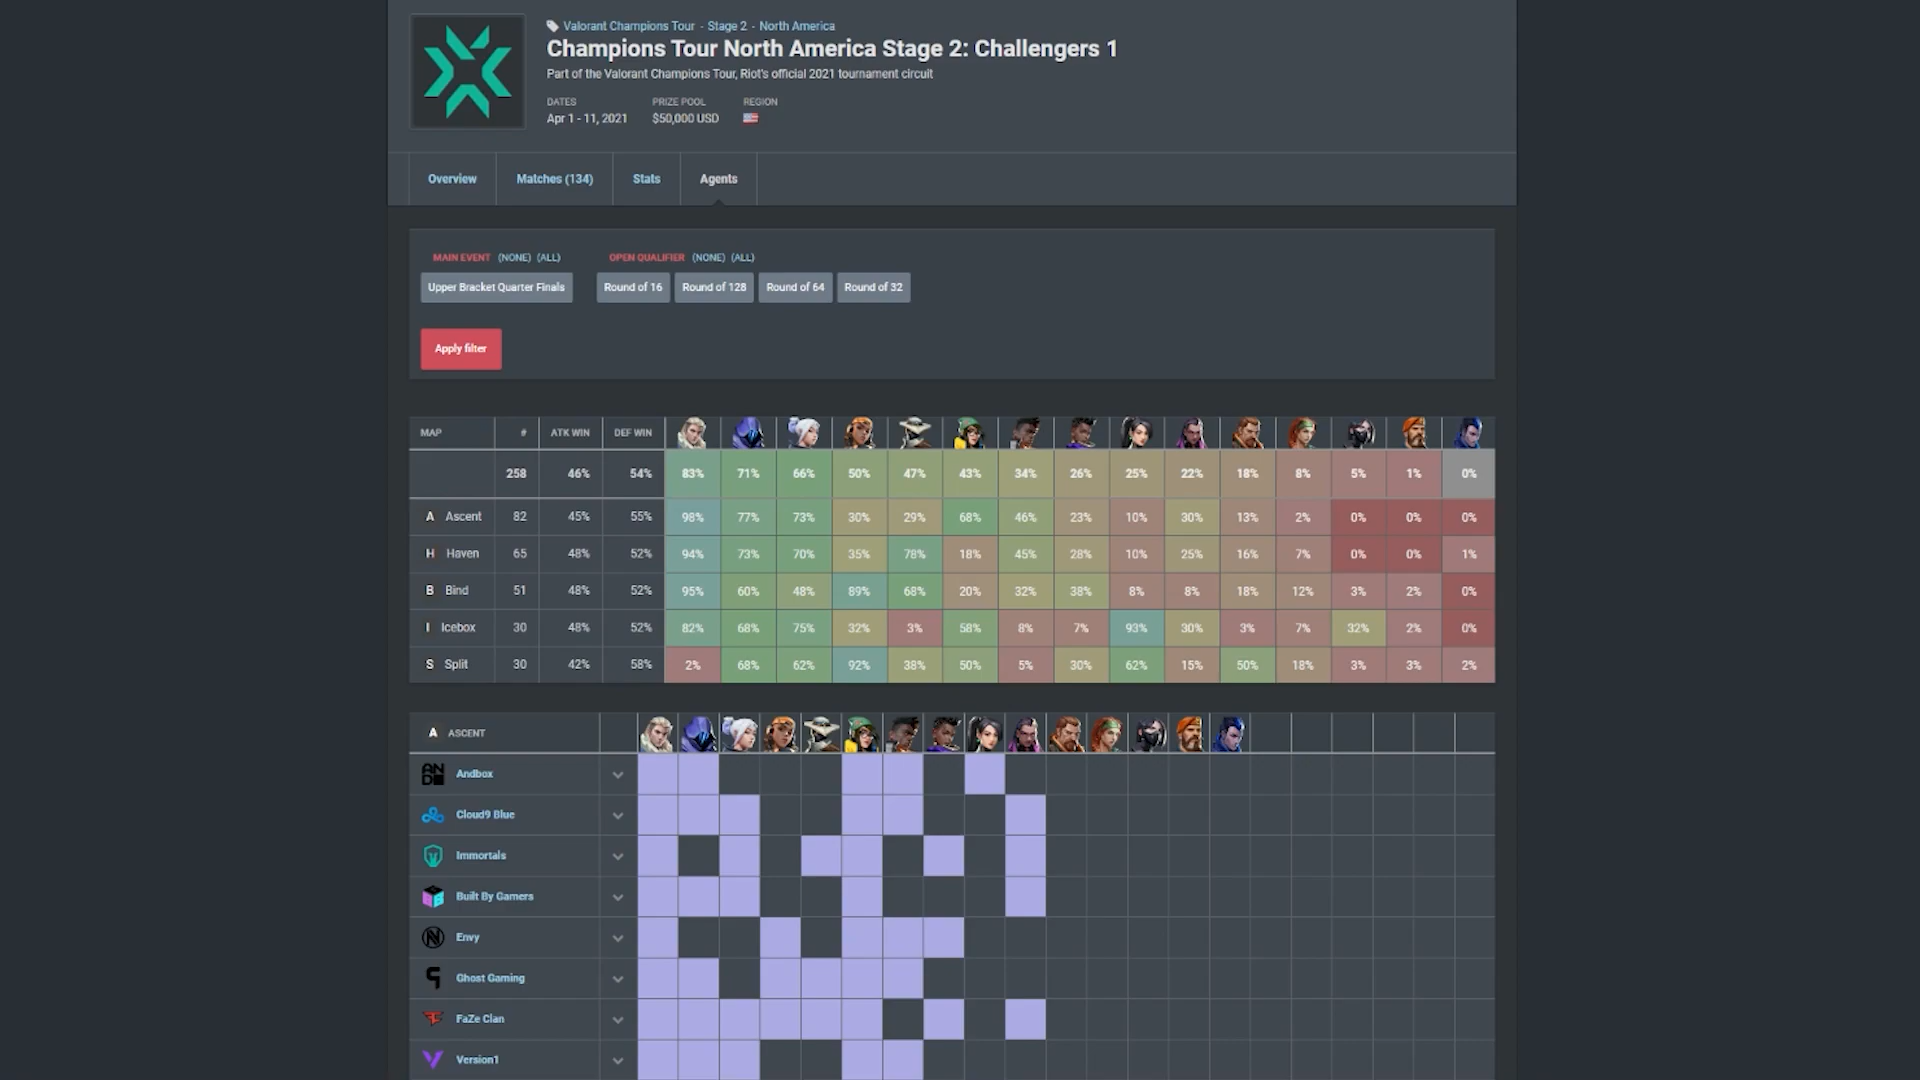 Valorant Champions Tour - Stage 2 - North America
Champions Tour North America Stage 2: Challengers 1
Part of the Valorant Champions Tour, Riot's official 2021 tournament circuit
DATES PRIZE POOL REGION
Apr 1 - 11, 2021 $50,000 USD
Overview Matches (134) Stats Agents
MAIN EVENT (NONE) (ALL) OPEN QUALIFIER (NONE) (ALL)
Upper Bracket Quarter Finals Round of 16 Round of 128 Round of 64 Round of 32
Apply filter
MAP # ATK WIN DEF WIN
258 46% 54% 83% 71% 66% 50% 47% 43% 34% 26% 25% 22% 18% 8% 5% 1% 0%
A Ascent 82 45% 55% 98% 77% 73% 30% 29% 68% 46% 23% 10% 30% 13% 2% 0% 0% 0%
H Haven 65 48% 52% 94% 73% 70% 35% 78% 18% 45% 28% 10% 25% 16% 7% 0% 0% 1%
B Bind 51 48% 52% 95% 60% 48% 89% 68% 20% 32% 38% 8% 8% 18% 12% 3% 2% 0%
I Icebox 30 48% 52% 82% 68% 75% 32% 3% 58% 8% 7% 93% 30% 3% 7% 32% 2% 0%
S Split 30 42% 58% 2% 68% 62% 92% 38% 50% 5% 30% 62% 15% 50% 18% 3% 3% 2%
A ASCENT
Andbox
Cloud9 Blue
Immortals
Built By Gamers
Envy
Ghost Gaming
FaZe Clan
Version1